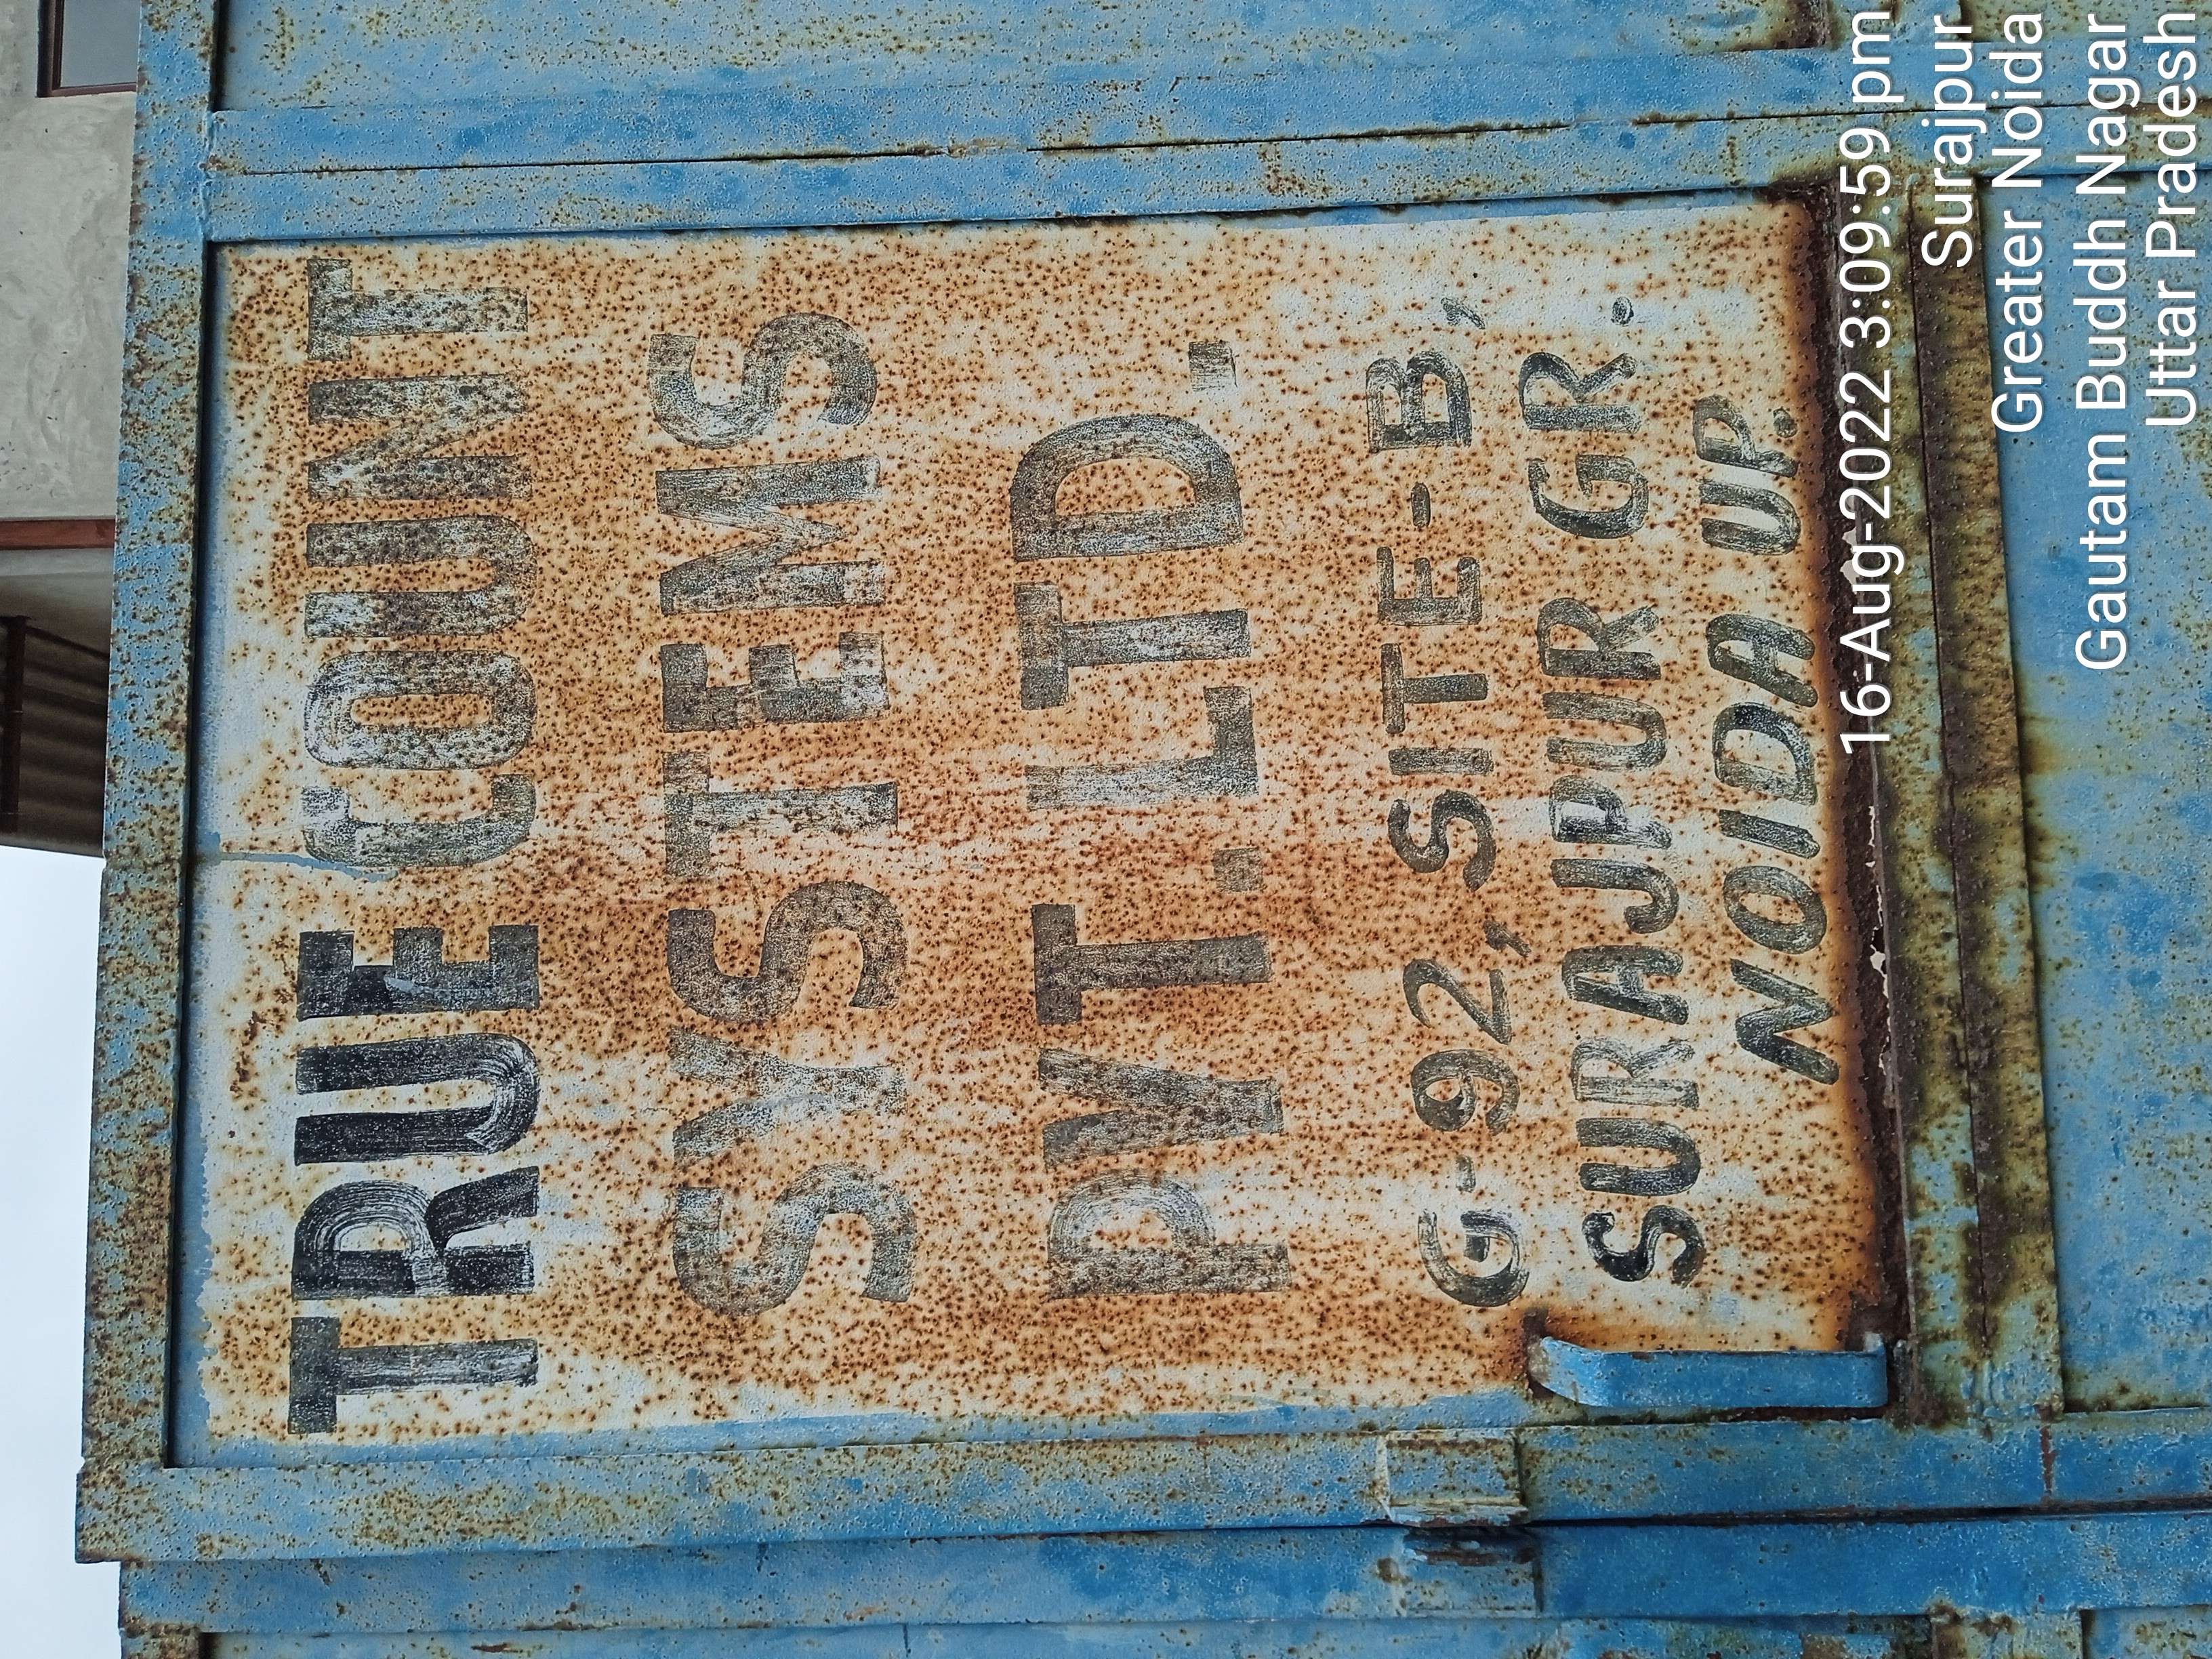 TRUE COUNT
SYSTEMS
PVT. LTD.
G-92, SITE-B,
SURAJPUR GR.
NOIDA UP.
16-Aug-2022 3:09:59 pm
Surajpur
Greater Noida
Gautam Buddh Nagar
Uttar Pradesh